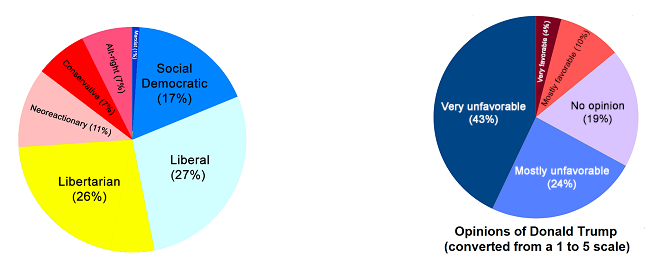 Marxist (1%)
Social
Democratic
(17%)
Liberal
(27%)
Libertarian
(26%)
Neoreactionary (11%)
Conservative (7%)
Alt-right (7%)
Very favorable (4%)
Mostly favorable (10%)
No opinion
(19%)
Mostly unfavorable
(24%)
Very unfavorable
(43%)
Opinions of Donald Trump
(converted from a 1 to 5 scale)